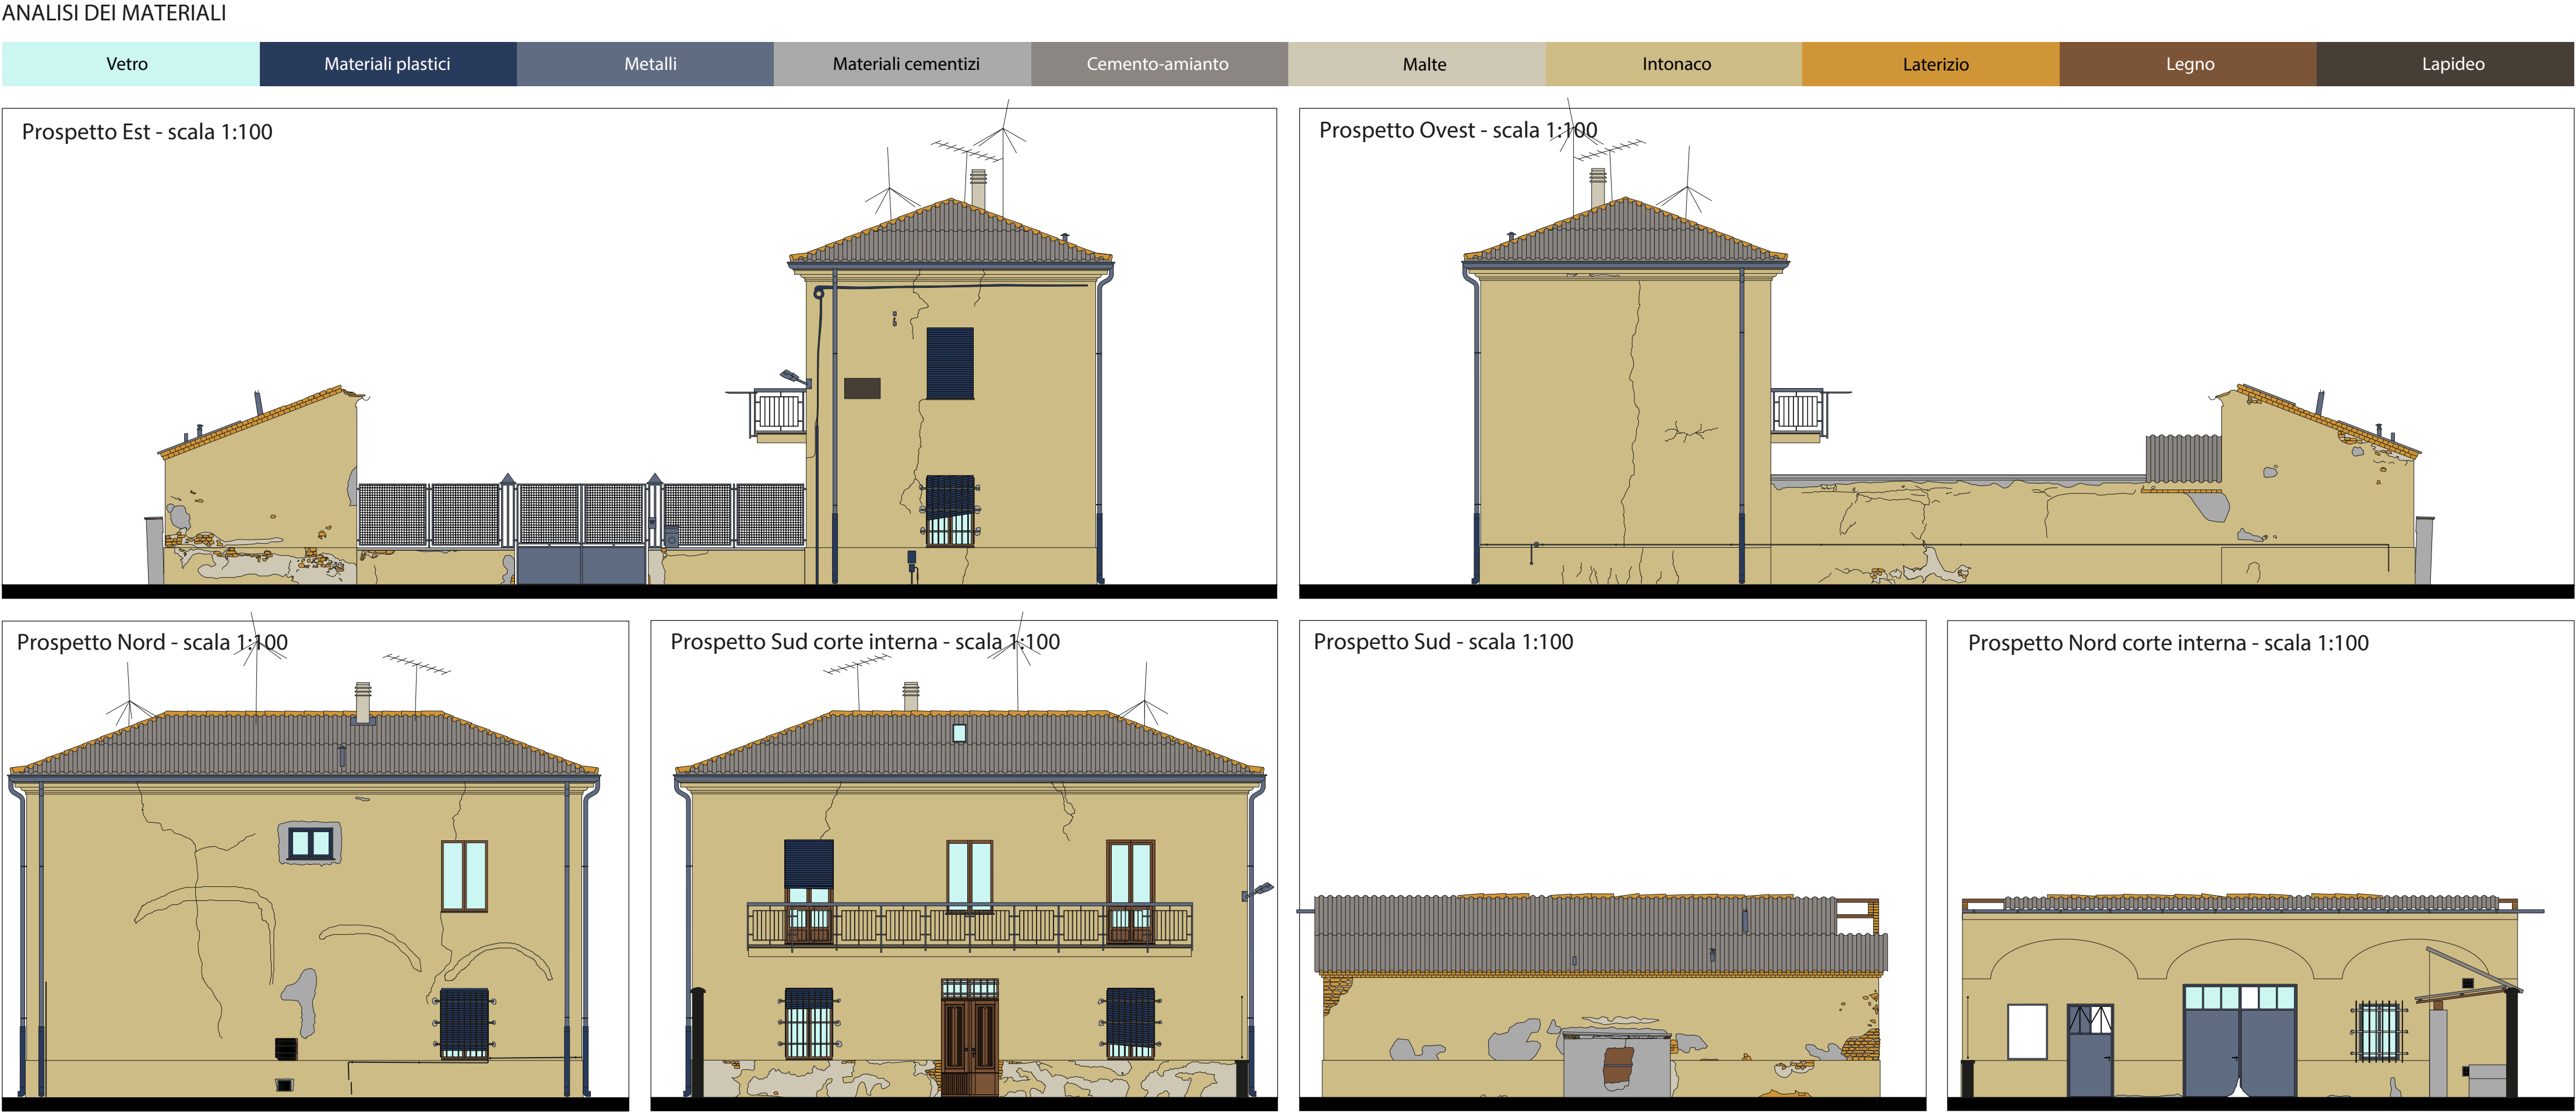 ANALISI DEI MATERIALI
Vetro
Materiali plastici
Metalli
Materiali cementizi
Cemento-amianto
Malte
Intonaco
Laterizio
Legno
Lapideo
Prospetto Est - scala 1:100
Prospetto Ovest - scala 1:100
Prospetto Nord - scala 1:100
Prospetto Sud corte interna - scala 1:100
Prospetto Sud - scala 1:100
Prospetto Nord corte interna - scala 1:100